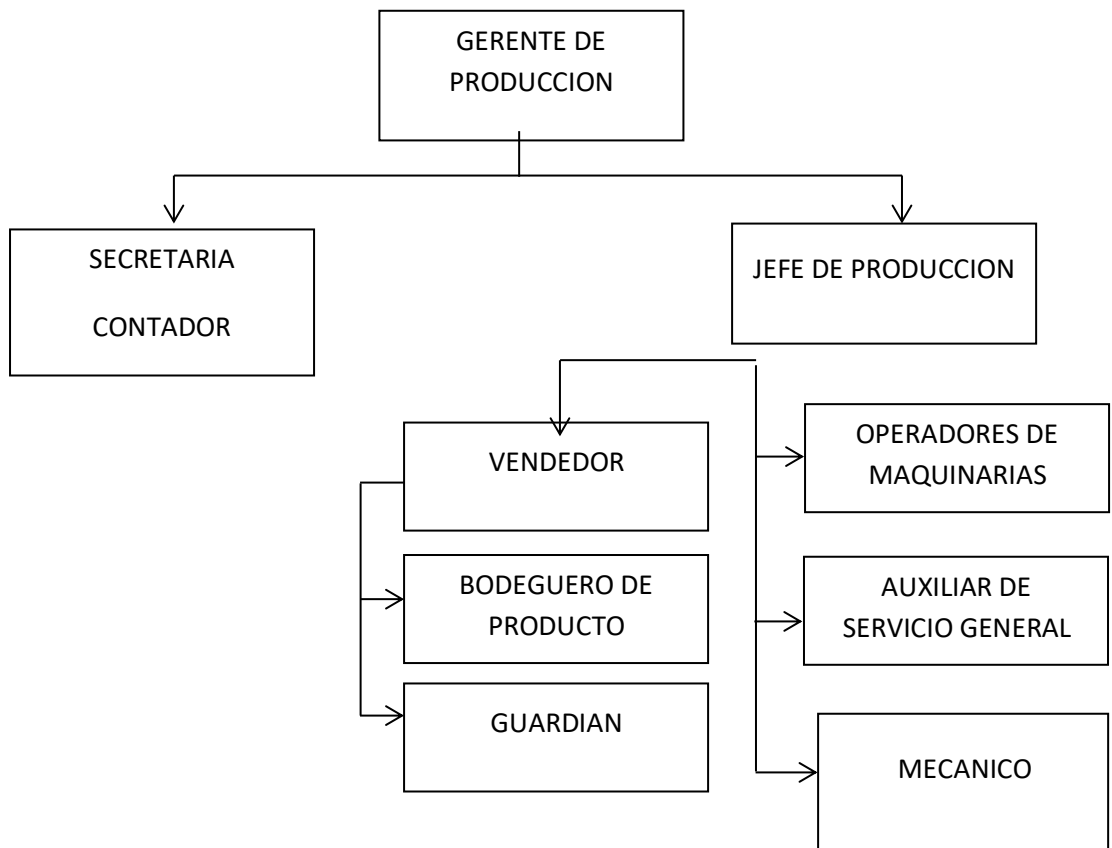 GERENTE DE
PRODUCCION
SECRETARIA
CONTADOR
JEFE DE PRODUCCION
VENDEDOR
BODEGUERO DE
PRODUCTO
GUARDIAN
OPERADORES DE
MAQUINARIAS
AUXILIAR DE
SERVICIO GENERAL
MECANICO